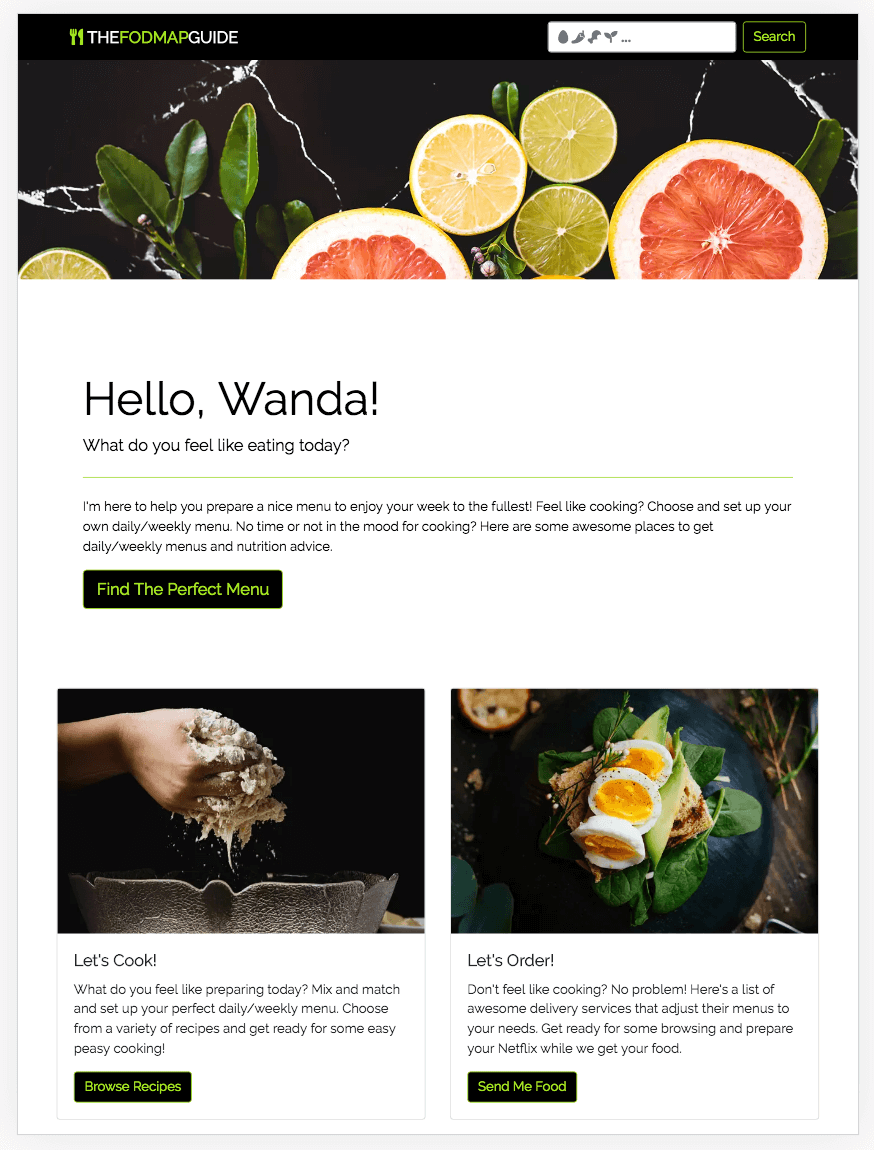 THEFODMAPGUIDE
...
Search
Hello, Wanda!
What do you feel like eating today?
I'm here to help you prepare a nice menu to enjoy your week to the fullest! Feel like cooking? Choose and set up your
own daily/weekly menu. No time or not in the mood for cooking? Here are some awesome places to get
daily/weekly menus and nutrition advice.
Find The Perfect Menu
Let's Cook!
What do you feel like preparing today? Mix and match
and set up your perfect daily/weekly menu. Choose
from a variety of recipes and get ready for some easy
peasy cooking!
Browse Recipes
Let's Order!
Don't feel like cooking? No problem! Here's a list of
awesome delivery services that adjust their menus to
your needs. Get ready for some browsing and prepare
your Netflix while we get your food.
Send Me Food